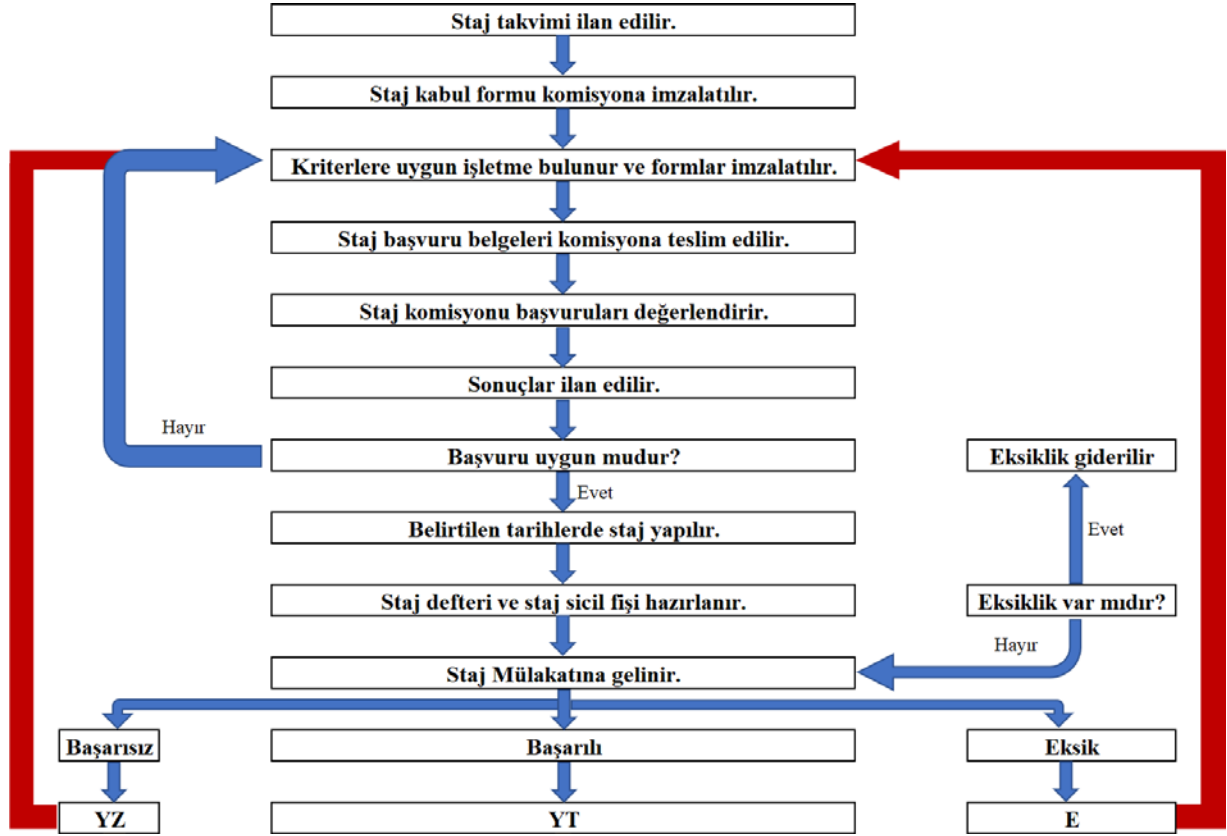 Staj takvimi ilan edilir.
Staj kabul formu komisyona imzalatılır.
Kriterlere uygun işletme bulunur ve formlar imzalatılır.
Staj başvuru belgeleri komisyona teslim edilir.
Staj komisyonu başvuruları değerlendirir.
Sonuçlar ilan edilir.
Hayır
Başvuru uygun mudur?
Eksiklik giderilir
Evet
Belirtilen tarihlerde staj yapılır.
Evet
Staj defteri ve staj sicil fişi hazırlanır.
Eksiklik var mıdır?
Hayır
Staj Mülakatına gelinir.
Başarısız
Başarılı
Eksik
YZ
YT
E